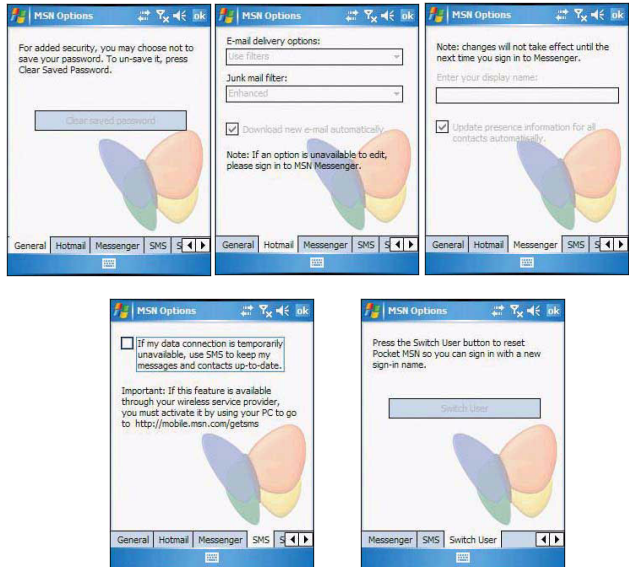 MSN Options
ok
For added security, you may choose not to
save your password. To un-save it, press
Clear Saved Password.
Clear saved password
General Hotmail Messenger SMS S
MSN Options
ok
E-mail delivery options:
Use filters
Junk mail filter:
Enhanced
Download new e-mail automatically
Note: If an option is unavailable to edit,
please sign in to MSN Messenger.
General Hotmail Messenger SMS S
MSN Options
ok
Note: changes will not take effect until the
next time you sign in to Messenger.
Enter your display name:
Update presence information for all
contacts automatically.
General Hotmail Messenger SMS S
MSN Options
ok
If my data connection is temporarily
unavailable, use SMS to keep my
messages and contacts up-to-date.
Important: If this feature is available
through your wireless service provider,
you must activate it by using your PC to go
to http://mobile.msn.com/getsms
General Hotmail Messenger SMS S
MSN Options
ok
Press the Switch User button to reset
Pocket MSN so you can sign in with a new
sign-in name.
Switch User
Messenger SMS Switch User